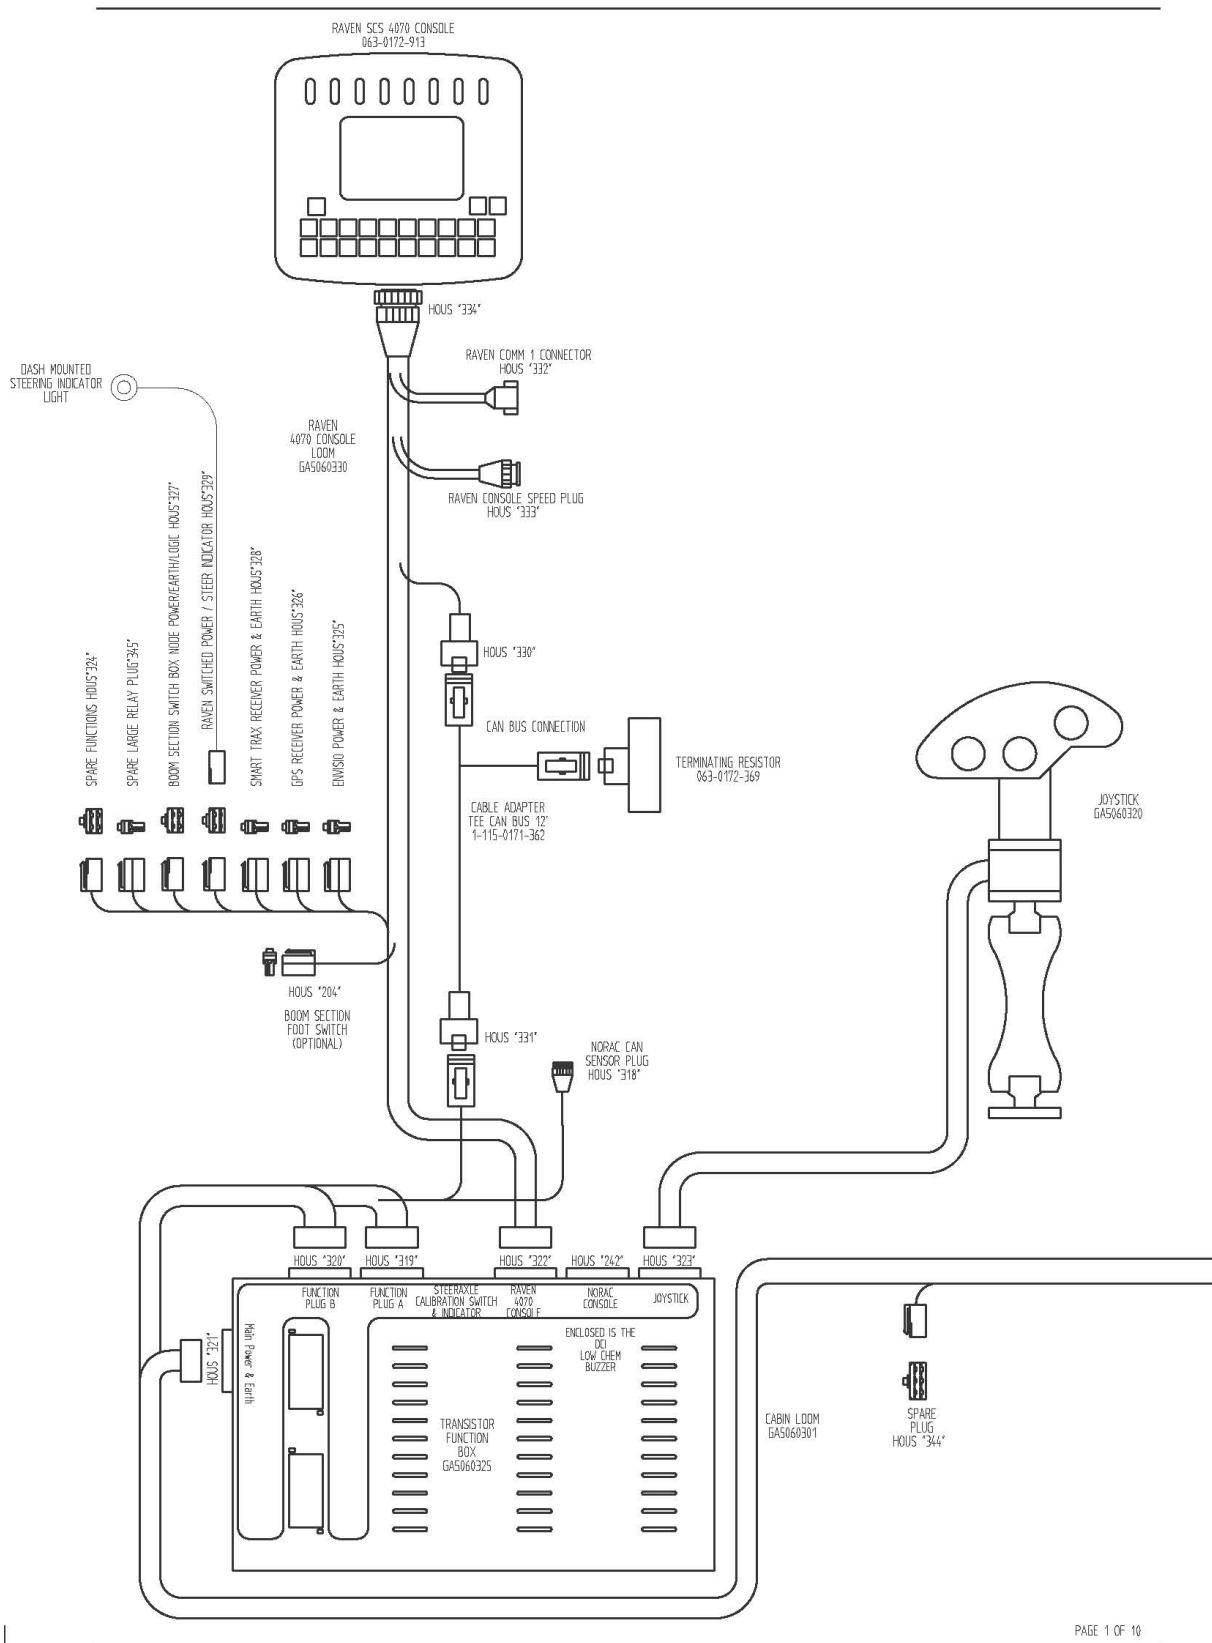 RAVEN SCS 4070 CONSOLE
063-0172-913
HOUS "334"
RAVEN COMM 1 CONNECTOR
HOUS "332"
DASH MOUNTED
STEERING INDICATOR
LIGHT
RAVEN
4070 CONSOLE
LOOM
GA5060330
RAVEN CONSOLE SPEED PLUG
HOUS "333"
SPARE FUNCTIONS HOUS"324"
SPARE LARGE RELAY PLUG"345"
BOOM SECTION SWITCH BOX NODE POWER/EARTH/LOGIC HOUS"327"
RAVEN SWITCHED POWER / STEER INDICATOR HOUS"329"
SMART TRAX RECEIVER POWER & EARTH HOUS"328"
GPS RECEIVER POWER & EARTH HOUS"326"
ENVISIO POWER & EARTH HOUS"325"
HOUS "330"
CAN BUS CONNECTION
TERMINATING RESISTOR
063-0172-369
CABLE ADAPTER
TEE CAN BUS 12'
1-115-0171-362
JOYSTICK
GA5060320
HOUS "204"
BOOM SECTION
FOOT SWITCH
(OPTIONAL)
HOUS "331"
NORAC CAN
SENSOR PLUG
HOUS "318"
HOUS "320"
HOUS "319"
HOUS "322"
HOUS "242"
HOUS "323"
FUNCTION
PLUG B
FUNCTION
PLUG A
STEERAXLE
CALIBRATION SWITCH
& INDICATOR
RAVEN
4070
CONSOLE
NORAC
CONSOLE
JOYSTICK
HOUS "321"
Main Power & Earth
ENCLOSED IS THE
DCI
LOW CHEM
BUZZER
TRANSISTOR
FUNCTION
BOX
GA5060325
CABIN LOOM
GA5060301
SPARE
PLUG
HOUS "344"
PAGE 1 OF 10